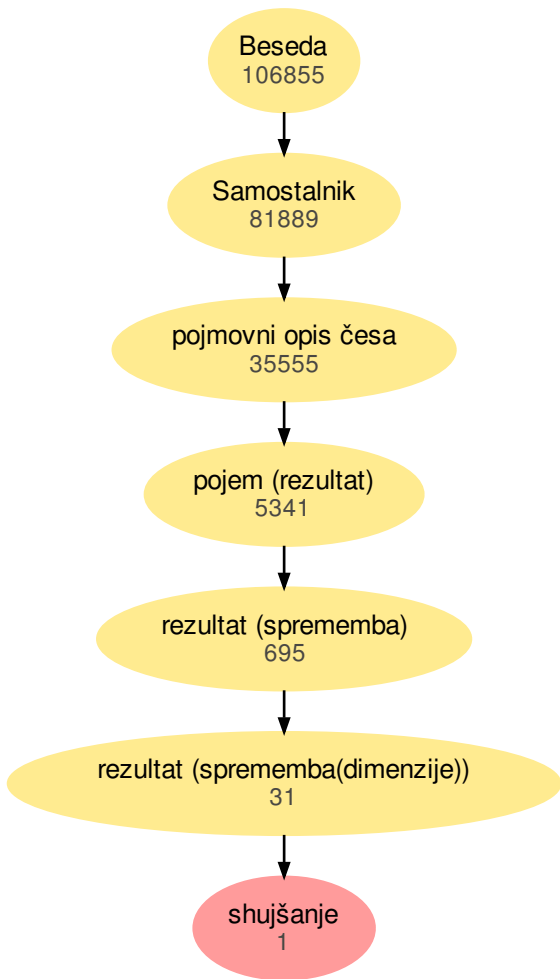 Beseda
106855
Samostalnik
81889
pojmovni opis česa
35555
pojem (rezultat)
5341
rezultat (sprememba)
695
rezultat (sprememba(dimenzije))
31
shujšanje
1